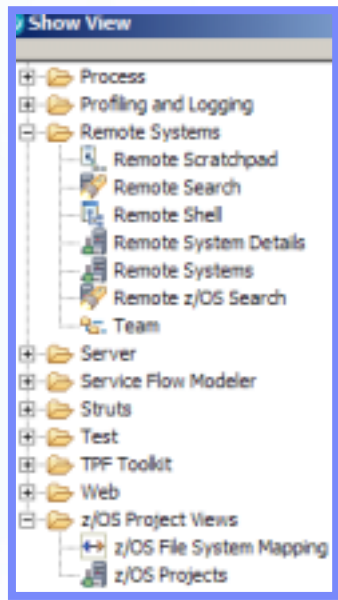 Show View
Process
Profiling and Logging
Remote Systems
Remote Scratchpad
Remote Search
Remote Shell
Remote System Details
Remote Systems
Remote z/OS Search
Team
Server
Service Flow Modeler
Struts
Test
TPF Toolkit
Web
z/OS Project Views
z/OS File System Mapping
z/OS Projects